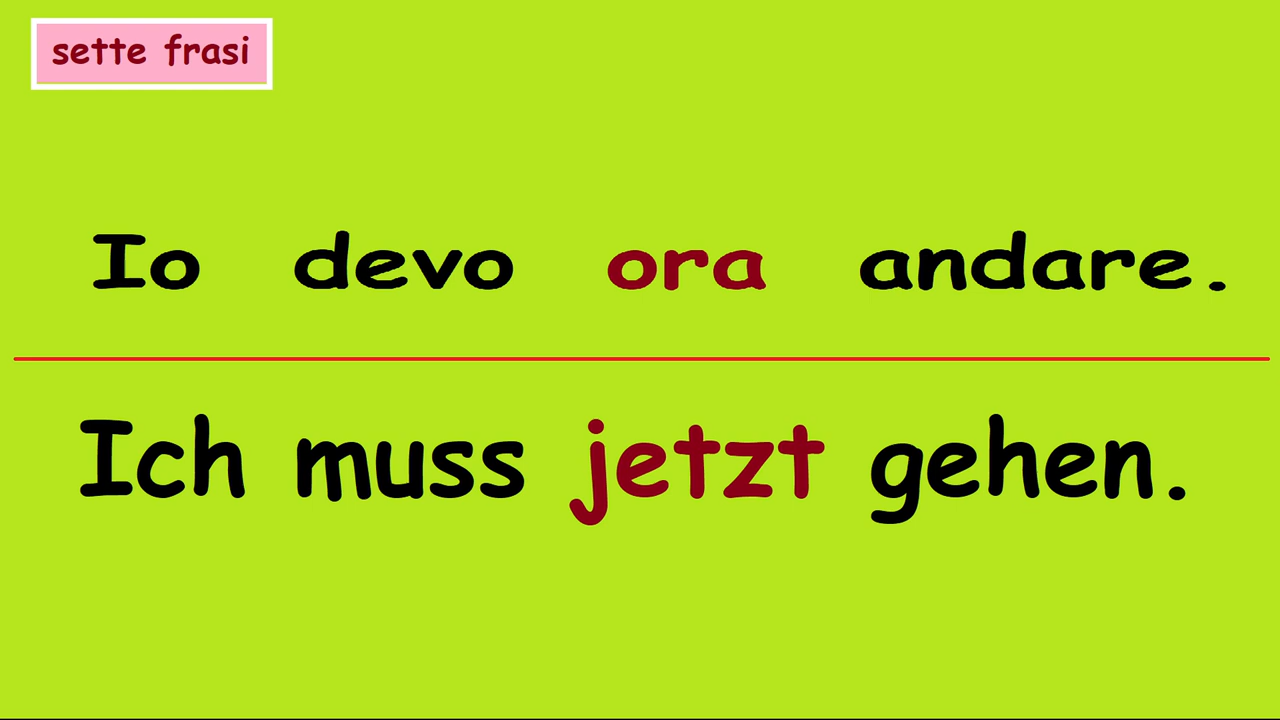 sette frasi
Io devo ora andare.
Ich muss jetzt gehen.